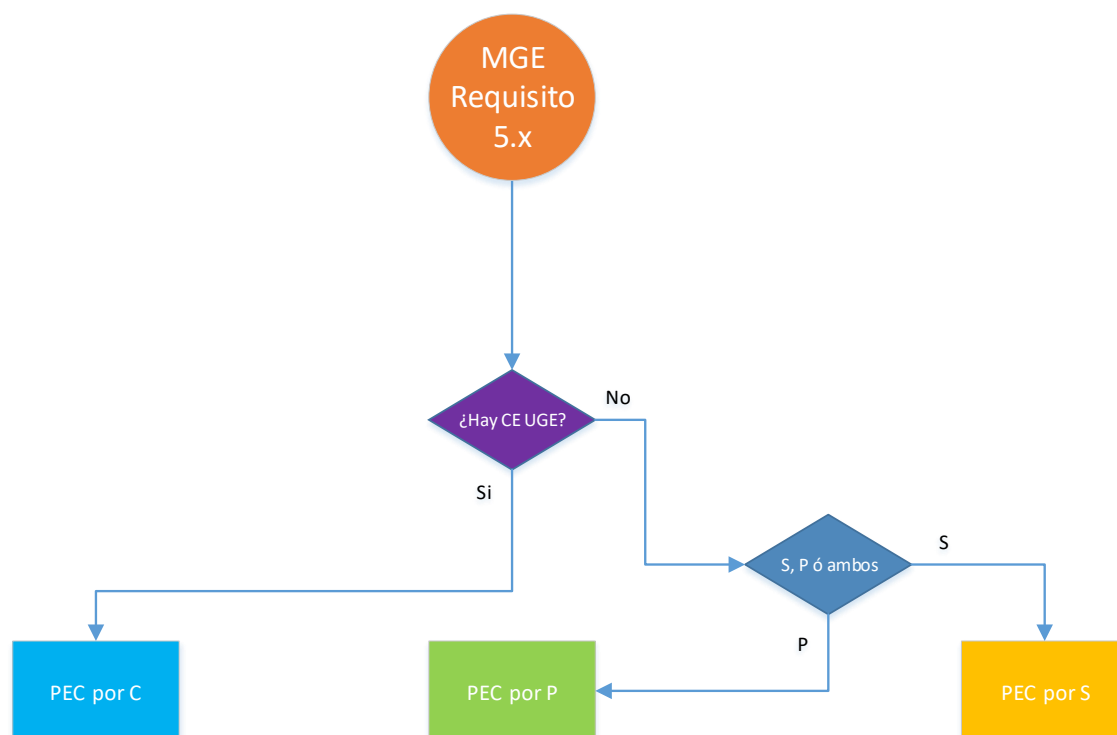 MGE
Requisito
5.x
¿Hay CE UGE?
No
Si
S, P ó ambos
S
P
PEC por C
PEC por P
PEC por S